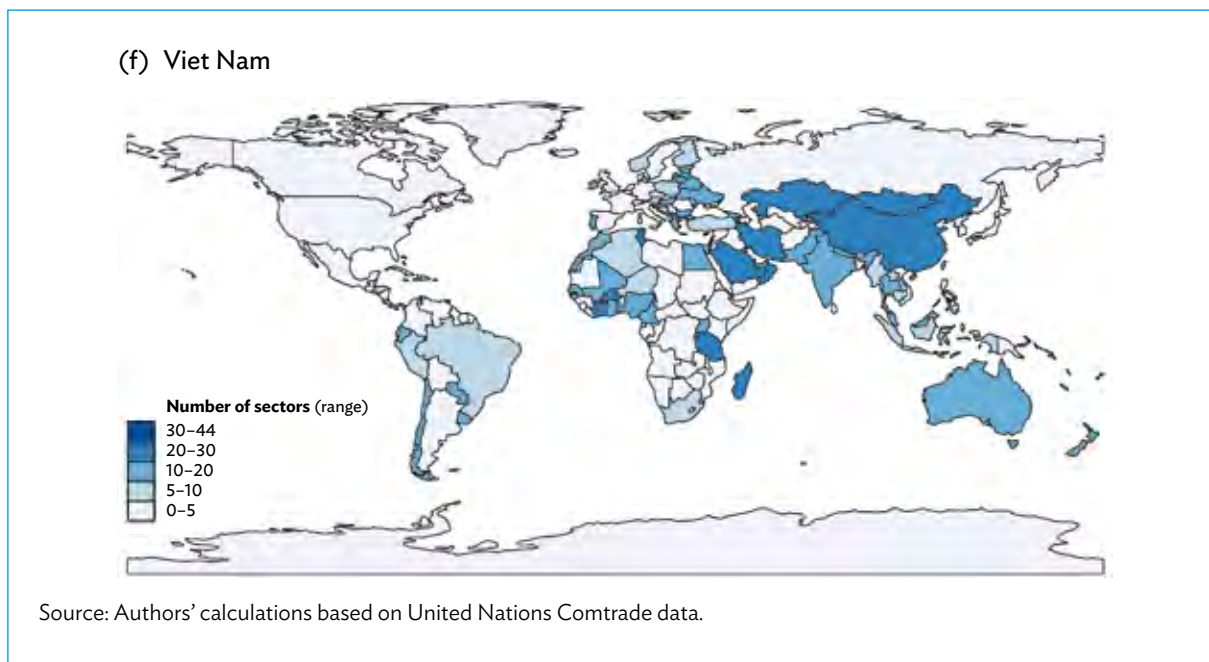 (f) Viet Nam
Number of sectors (range)
30–44
20–30
10–20
5–10
0–5
Source: Authors’ calculations based on United Nations Comtrade data.